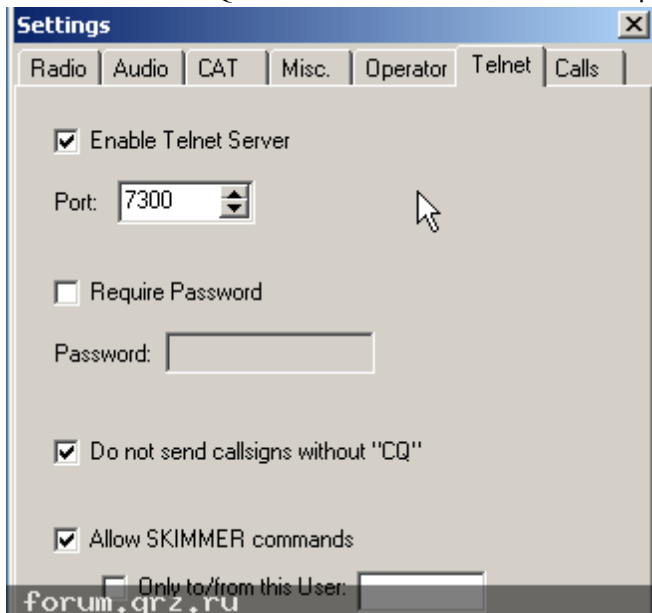 Settings
Radio Audio CAT Misc. Operator Telnet Calls
Enable Telnet Server
Port: 7300
Require Password
Password:
Do not send callsigns without "CQ"
Allow SKIMMER commands
Only to/from this User:
forum.qrz.ru